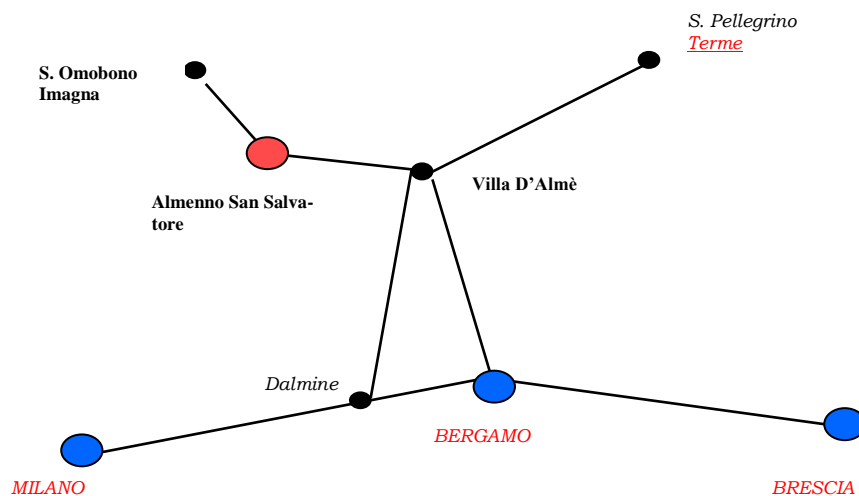 S. Pellegrino
Terme
S. Omobono
Imagna
Villa D'Almè
Almenno San Salva-
tore
Dalmine
BERGAMO
MILANO
BRESCIA